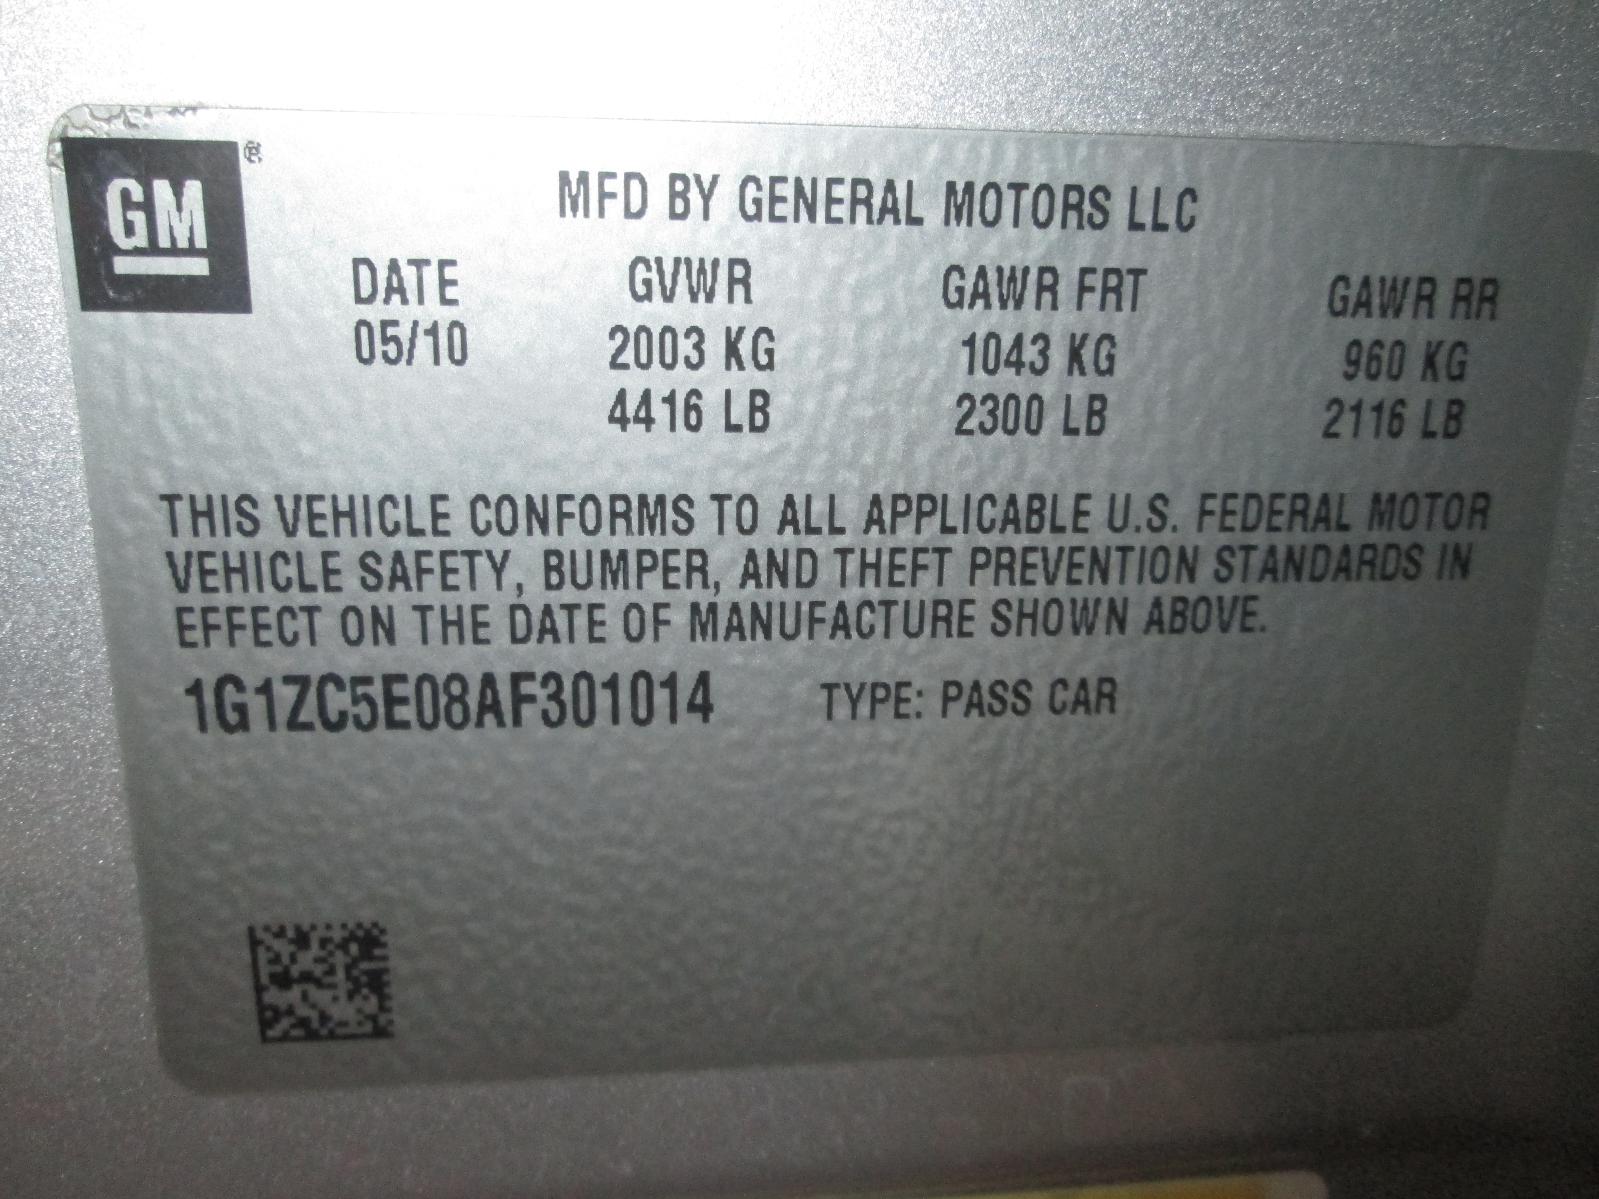 GM®
MFD BY GENERAL MOTORS LLC
DATE GVWR GAWR FRT GAWR RR
05/10 2003 KG 1043 KG 960 KG
4416 LB 2300 LB 2116 LB
THIS VEHICLE CONFORMS TO ALL APPLICABLE U.S. FEDERAL MOTOR
VEHICLE SAFETY, BUMPER, AND THEFT PREVENTION STANDARDS IN
EFFECT ON THE DATE OF MANUFACTURE SHOWN ABOVE.
1G1ZC5E08AF301014 TYPE: PASS CAR